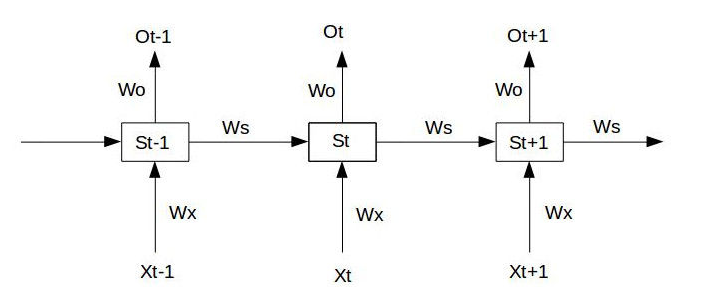 Ot-1 Ot Ot+1
Wo Wo Wo
St-1 Ws St Ws St+1 Ws
Wx Wx Wx
Xt-1 Xt Xt+1